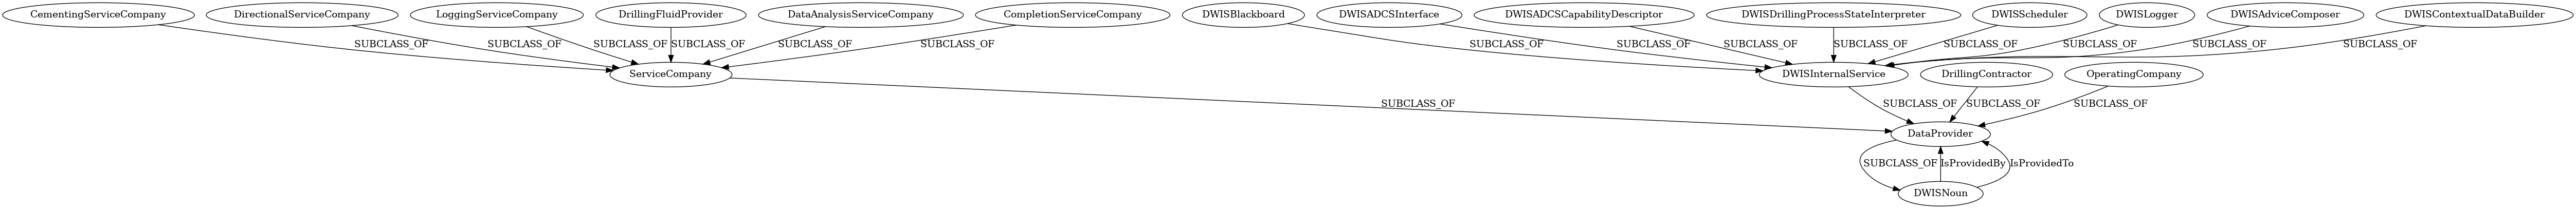 CementingServiceCompany
DirectionalServiceCompany
LoggingServiceCompany
DrillingFluidProvider
DataAnalysisServiceCompany
CompletionServiceCompany
DWISBlackboard
DWISADCSInterface
DWISADCSCapabilityDescriptor
DWISDrillingProcessStateInterpreter
DWISScheduler
DWISLogger
DWISAdviceComposer
DWISContextualDataBuilder
SUBCLASS_OF
SUBCLASS_OF
SUBCLASS_OF
SUBCLASS_OF
SUBCLASS_OF
SUBCLASS_OF
SUBCLASS_OF
SUBCLASS_OF
SUBCLASS_OF
SUBCLASS_OF
SUBCLASS_OF
SUBCLASS_OF
SUBCLASS_OF
SUBCLASS_OF
ServiceCompany
DWISInternalService
DrillingContractor
OperatingCompany
SUBCLASS_OF
SUBCLASS_OF
SUBCLASS_OF
SUBCLASS_OF
DataProvider
SUBCLASS_OF
IsProvidedBy
IsProvidedTo
DWISNoun